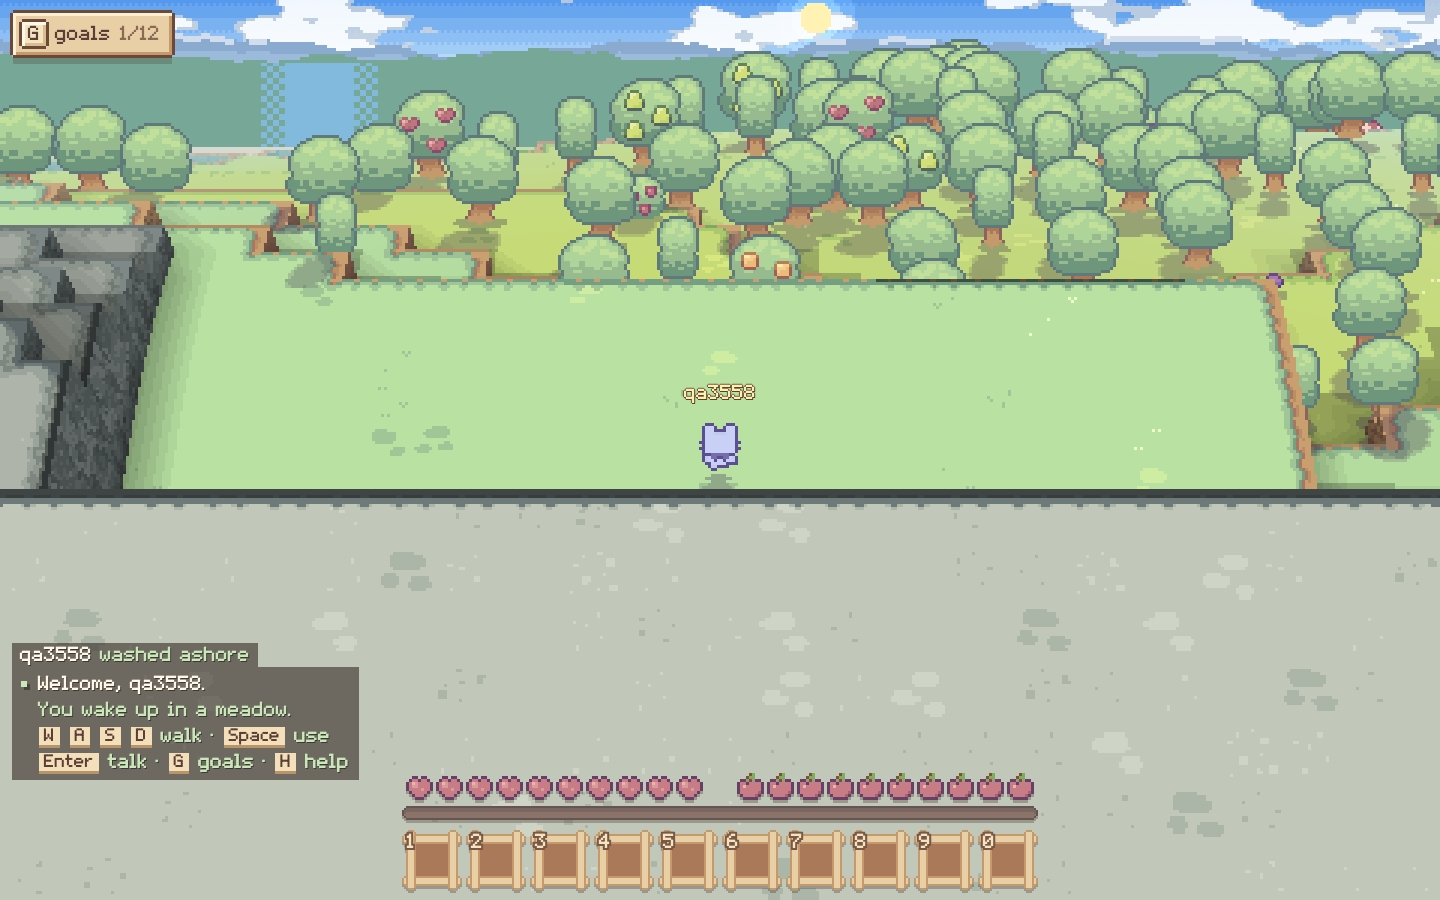 G goals 1/12
qa3558
qa3558 washed ashore
Welcome, qa3558.
You wake up in a meadow.
W A S D walk · Space use
Enter talk · G goals · H help
1 2 3 4 5 6 7 8 9 0